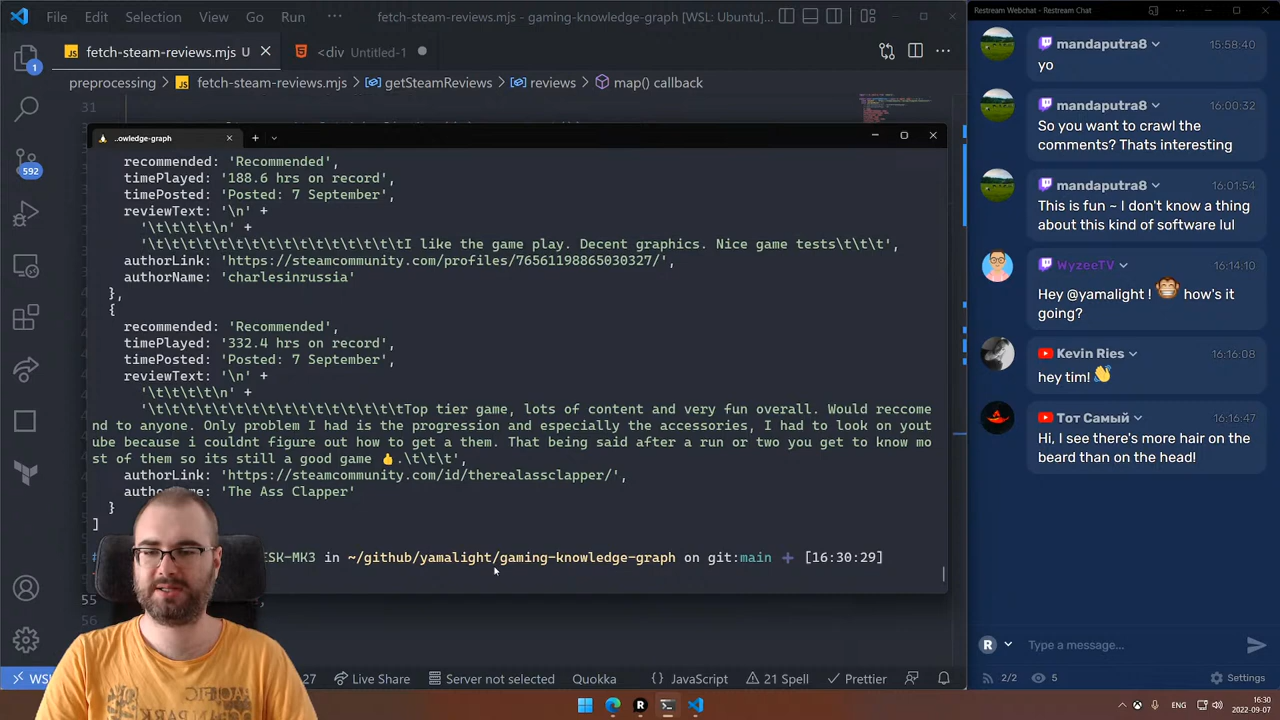 File Edit Selection View Go Run ··· fetch-steam-reviews.mjs - gaming-knowledge-graph [WSL: Ubuntu]
fetch-steam-reviews.mjs U
<div Untitled-1
preprocessing > JS fetch-steam-reviews.mjs > getSteamReviews > reviews > map() callback
31
..owledge-graph
recommended: 'Recommended',
timePlayed: '188.6 hrs on record',
timePosted: 'Posted: 7 September',
reviewText: '\n' +
'\t\t\t\t\n' +
'\t\t\t\t\t\t\t\t\t\t\t\t\t\t\t\tI like the game play. Decent graphics. Nice game tests\t\t\t',
authorLink: 'https://steamcommunity.com/profiles/76561198865030327/',
authorName: 'charlesinrussia'
},
{
recommended: 'Recommended',
timePlayed: '332.4 hrs on record',
timePosted: 'Posted: 7 September',
reviewText: '\n' +
'\t\t\t\t\n' +
'\t\t\t\t\t\t\t\t\t\t\t\t\t\t\t\tTop tier game, lots of content and very fun overall. Would reccome
nd to anyone. Only problem I had is the progression and especially the accessories, I had to look on yout
ube because i couldnt figure out how to get a them. That being said after a run or two you get to know mo
st of them so its still a good game 👍.\t\t\t',
authorLink: 'https://steamcommunity.com/id/therealassclapper/',
'The Ass Clapper'
}
]
ESK-MK3 in ~/github/yamalight/gaming-knowledge-graph on git:main + [16:30:29]
55
56
592
1
27 Live Share Server not selected Quokka {} JavaScript 21 Spell Prettier
Restream Webchat - Restream Chat
mandaputra8 15:58:40
yo
mandaputra8 16:00:32
So you want to crawl the
comments? Thats interesting
mandaputra8 16:01:54
This is fun ~ I don't know a thing
about this kind of software lul
WyzeeTV 16:14:10
Hey @yamalight ! 🐵 how's it
going?
Kevin Ries 16:16:08
hey tim! 👋
Тот Самый 16:16:47
Hi, I see there's more hair on the
beard than on the head!
R Type a message...
2/2 5 Settings
ENG 16:30
2022-09-07